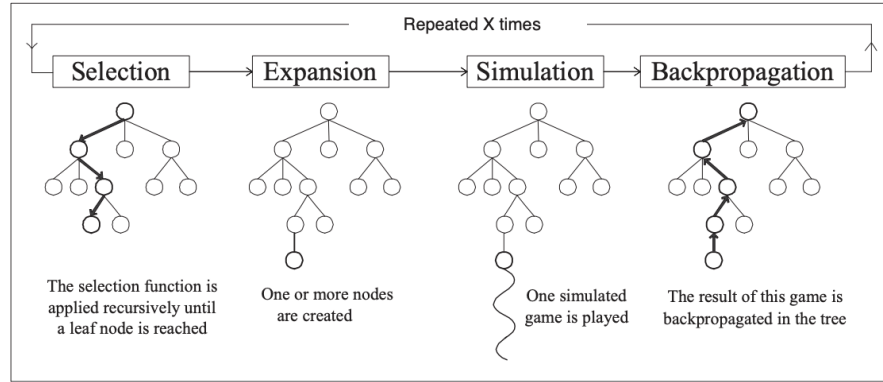 Repeated X times
Selection
Expansion
Simulation
Backpropagation
The selection function is
applied recursively until
a leaf node is reached
One or more nodes
are created
One simulated
game is played
The result of this game is
backpropagated in the tree